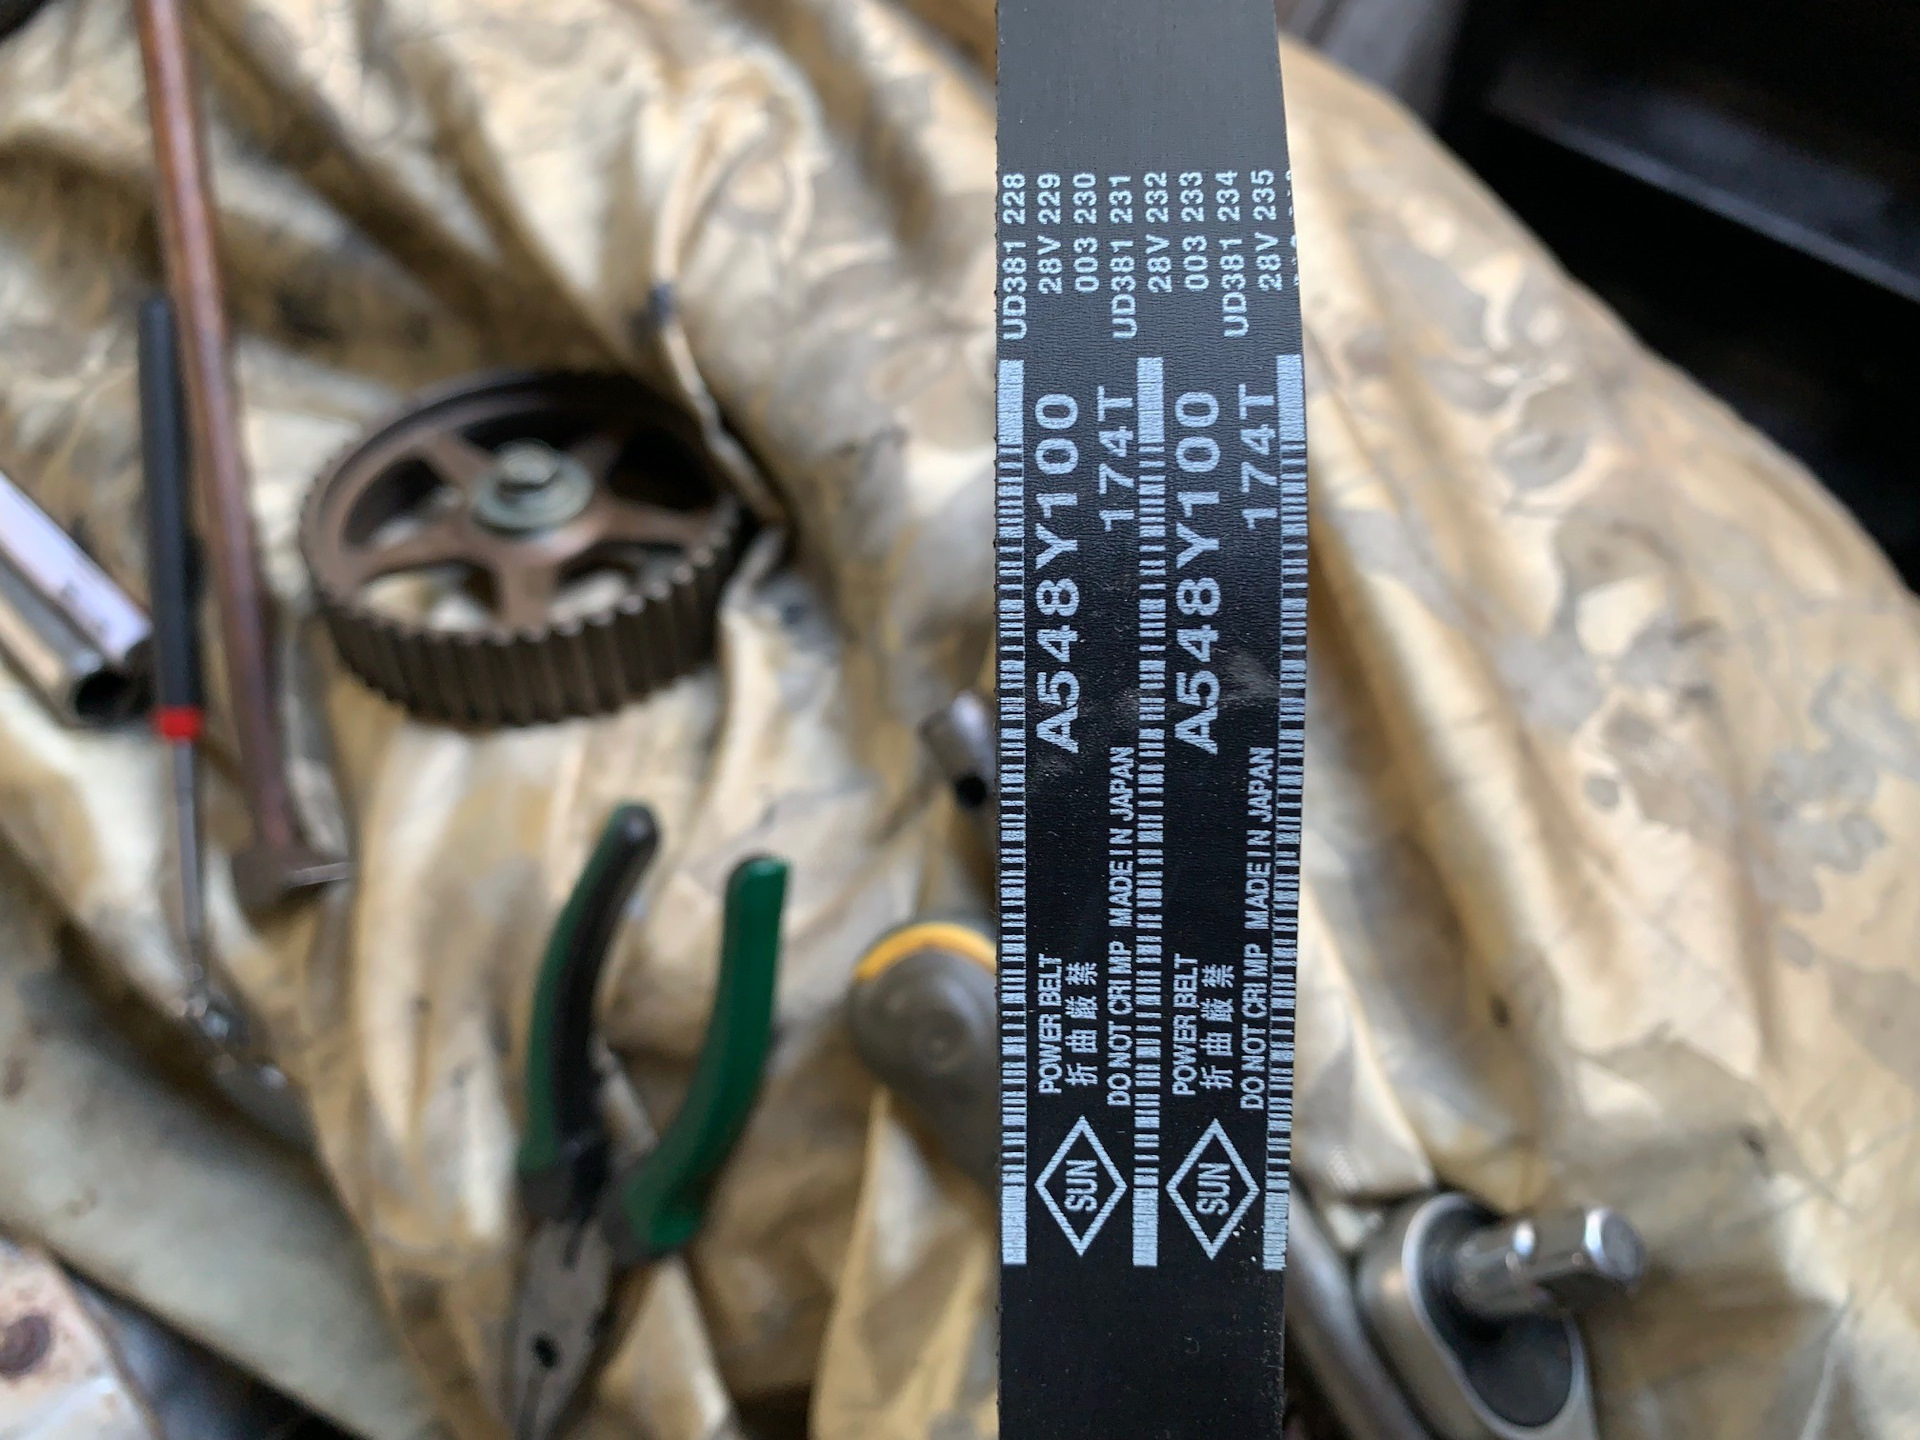 UD381 228
28V 229
003 230
UD381 231
28V 232
003 233
UD381 234
28V 235
SUN
POWER BELT
折曲厳禁
DO NOT CRIMP MADE IN JAPAN
A548Y100
174T
SUN
POWER BELT
折曲厳禁
DO NOT CRIMP MADE IN JAPAN
A548Y100
174T